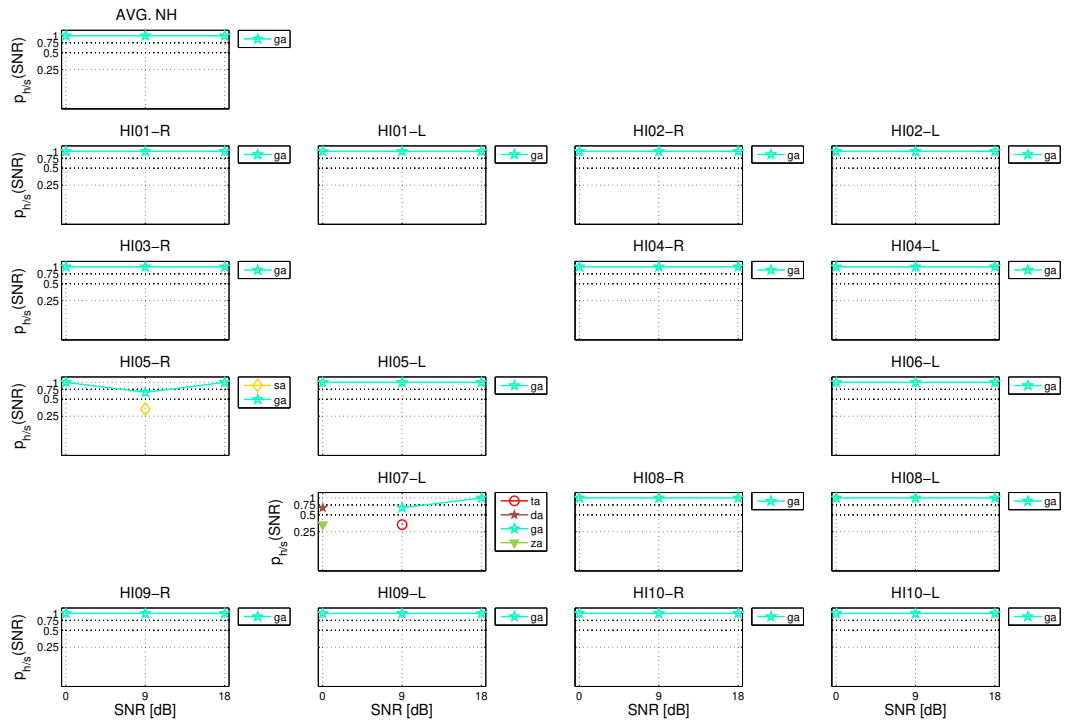 AVG. NH
p_h/s(SNR)
1
0.75
0.5
0.25
ga
HI01−R
HI01−L
HI02−R
HI02−L
p_h/s(SNR)
1
0.75
0.5
0.25
ga
ga
ga
ga
HI03−R
HI04−R
HI04−L
p_h/s(SNR)
1
0.75
0.5
0.25
ga
ga
ga
HI05−R
HI05−L
HI06−L
p_h/s(SNR)
1
0.75
0.5
0.25
sa
ga
ga
ga
HI07−L
HI08−R
HI08−L
p_h/s(SNR)
1
0.75
0.5
0.25
ta
da
ga
za
ga
ga
HI09−R
HI09−L
HI10−R
HI10−L
p_h/s(SNR)
1
0.75
0.5
0.25
ga
ga
ga
ga
0 9 18
0 9 18
0 9 18
0 9 18
SNR [dB]
SNR [dB]
SNR [dB]
SNR [dB]